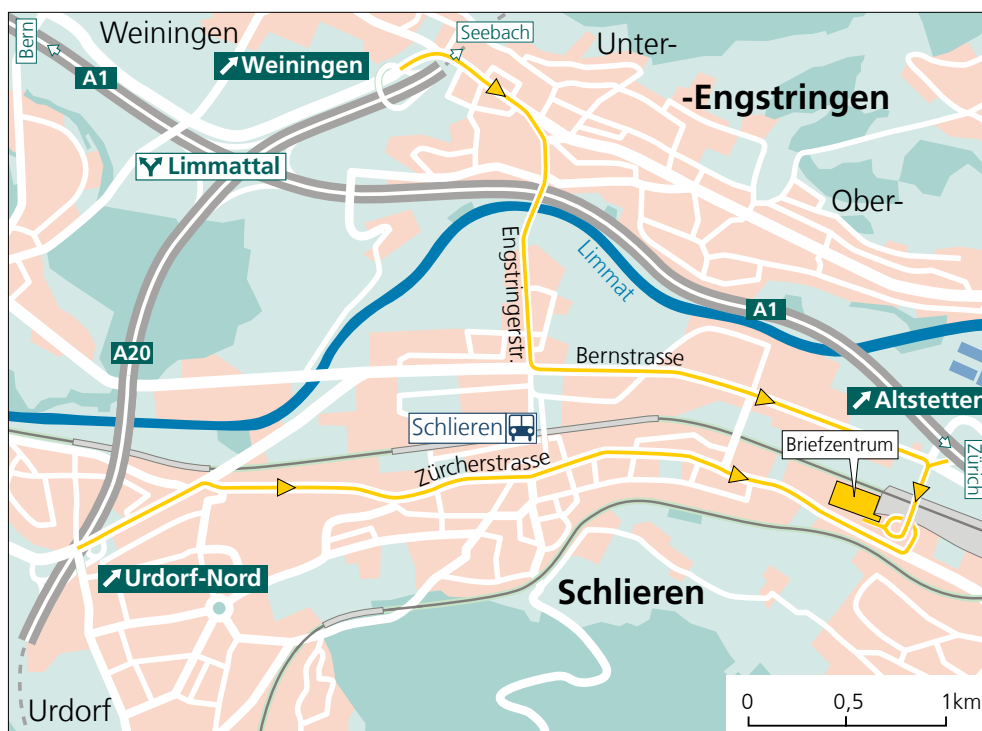 Bern
Weiningen
Seebach
Unter-
A1
Weiningen
-Engstringen
Limmattal
Ober-
Engstringerstr.
Limmat
A1
A20
Bernstrasse
Altstetten
Schlieren
Briefzentrum
Zürich
Zürcherstrasse
Urdorf-Nord
Schlieren
Urdorf
0 0,5 1km